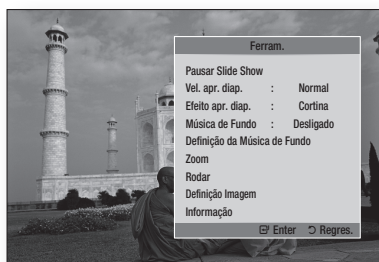 Ferram.
Pausar Slide Show
Vel. apr. diap. : Normal
Efeito apr. diap. : Cortina
Música de Fundo : Desligado
Definição da Música de Fundo
Zoom
Rodar
Definição Imagem
Informação
Enter Regres.